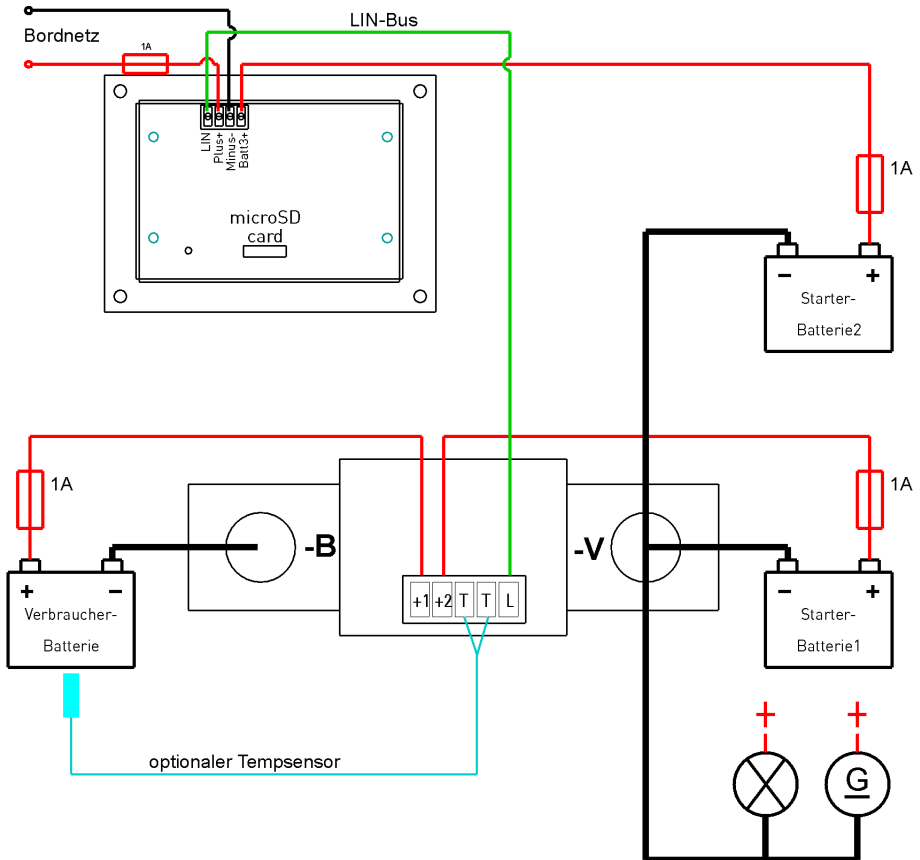 LIN-Bus
Bordnetz
1A
LIN
Plus+
Minus-
Batt3+
microSD
card
1A
- +
Starter-
Batterie2
1A
1A
-B
-V
+1 +2 T T L
+ -
Verbraucher-
Batterie
- +
Starter-
Batterie1
optionaler Tempsensor
+ +
G